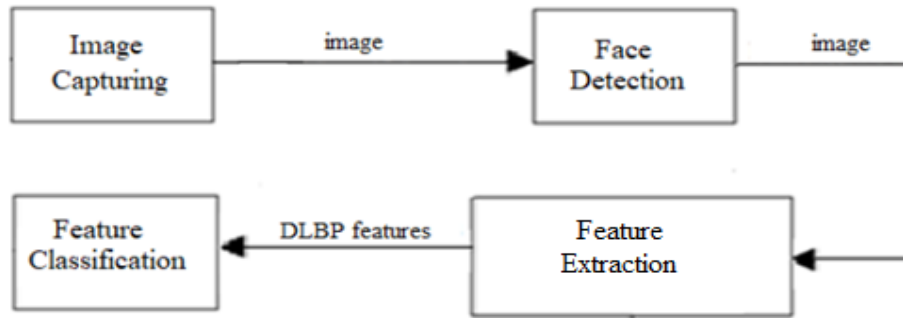 Image
Capturing
image
Face
Detection
image
Feature
Extraction
DLBP features
Feature
Classification